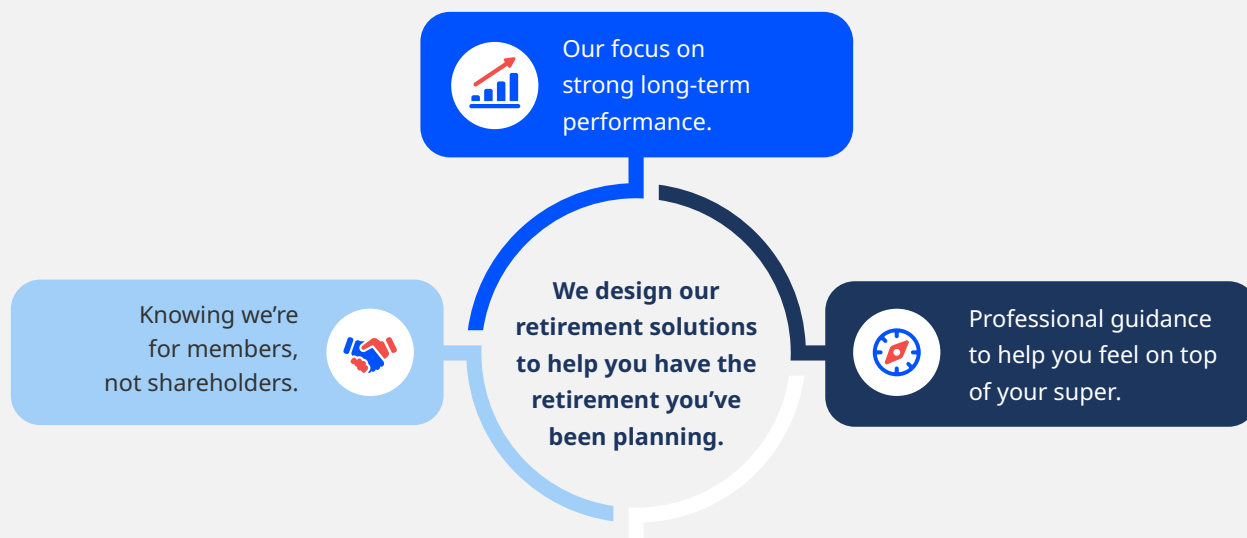 Our focus on
strong long-term
performance.
We design our
retirement solutions
to help you have the
retirement you’ve
been planning.
Knowing we’re
for members,
not shareholders.
Professional guidance
to help you feel on top
of your super.